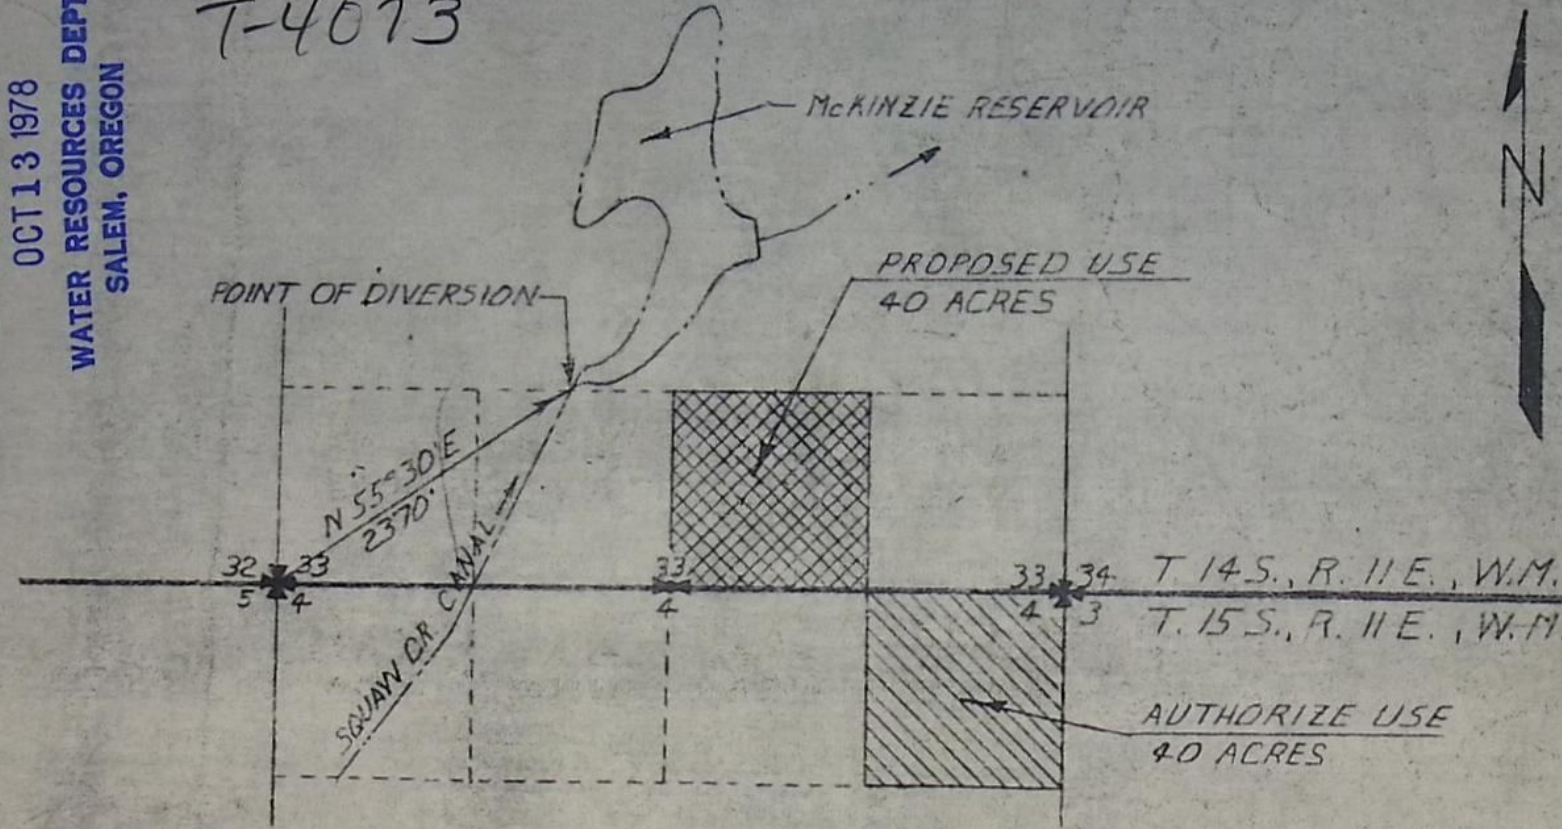 T-4073
OCT 13 1978
WATER RESOURCES DEPT
SALEM, OREGON
McKINZIE RESERVOIR
N
PROPOSED USE
40 ACRES
POINT OF DIVERSION
N 55°30' E
2370'
SQUAW CR. CANAL
32 33
5 4
33
4
33 34
4 3
T. 14 S., R. 11 E., W.M.
T. 15 S., R. 11 E., W.M
AUTHORIZE USE
40 ACRES